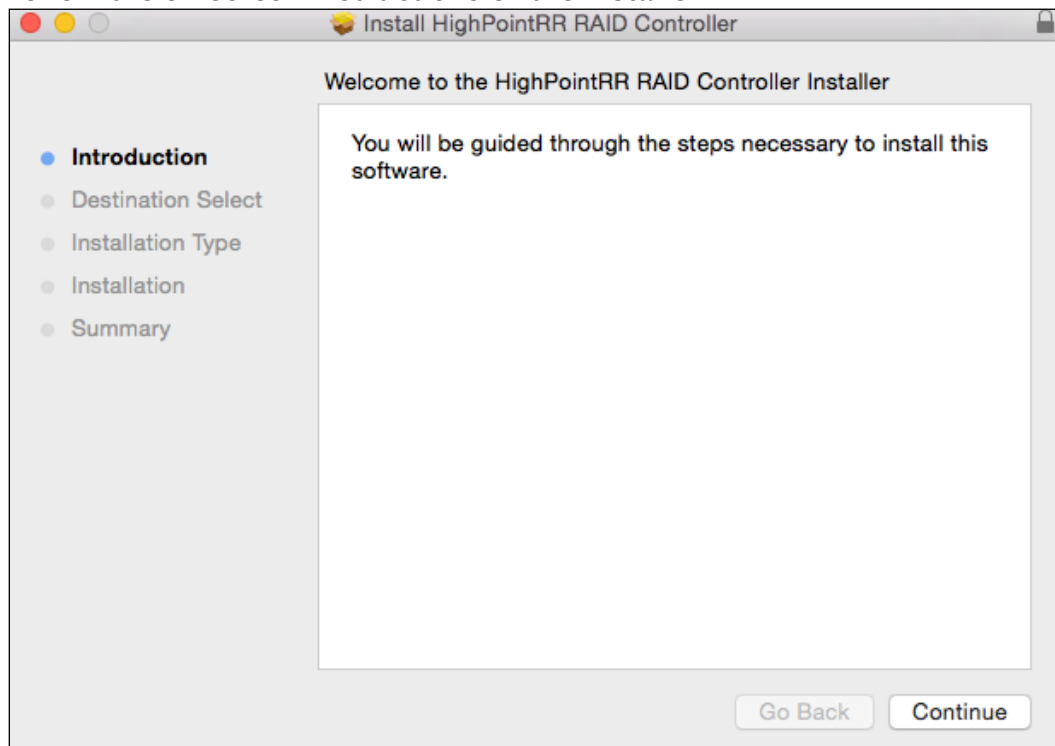 Install HighPointRR RAID Controller
Welcome to the HighPointRR RAID Controller Installer
Introduction
Destination Select
Installation Type
Installation
Summary
You will be guided through the steps necessary to install this
software.
Go Back
Continue